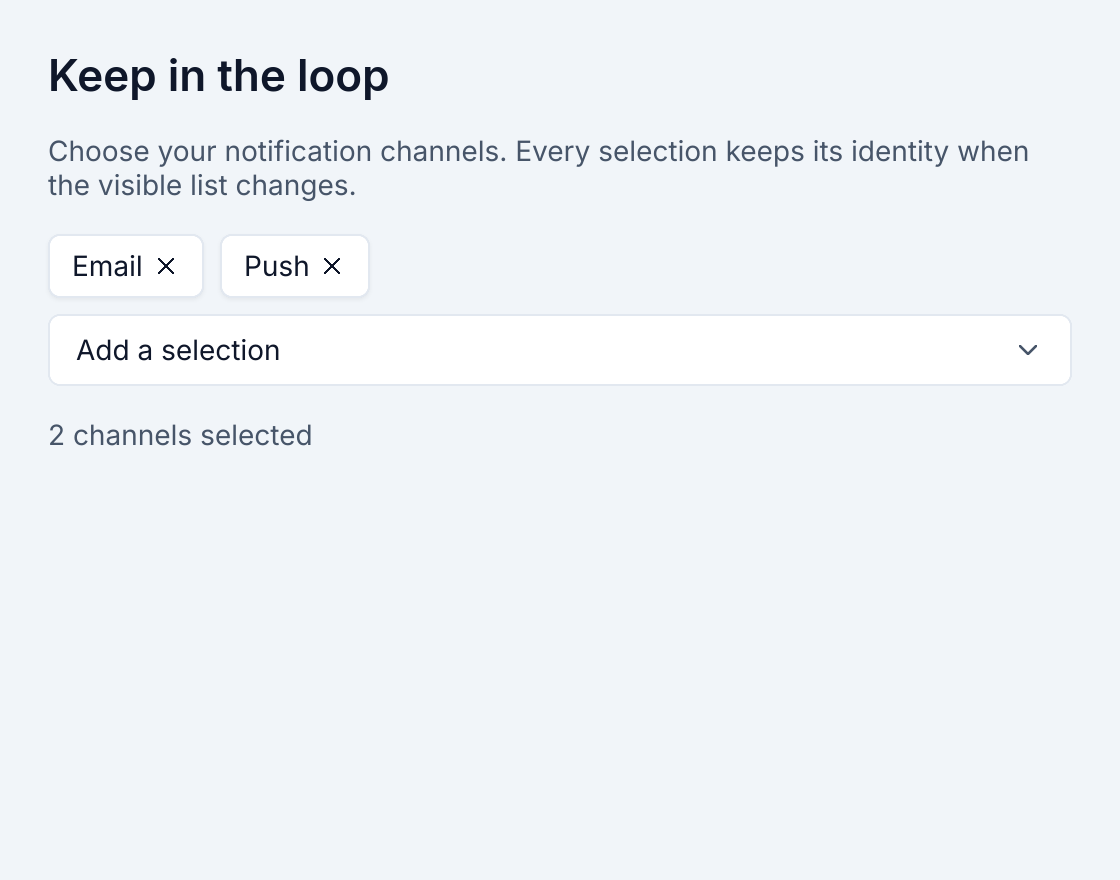 Keep in the loop
Choose your notification channels. Every selection keeps its identity when
the visible list changes.
Email
Push
Add a selection
2 channels selected